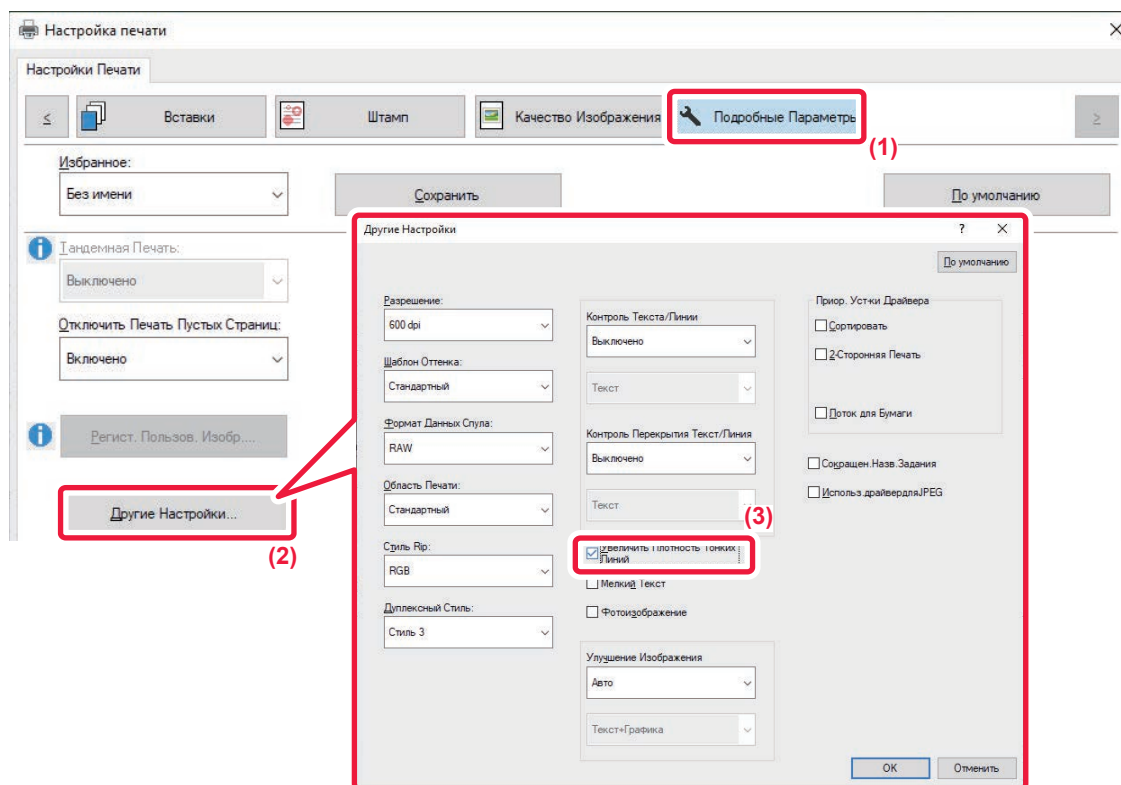 Настройка печати
Настройки Печати
<
Вставки
Штамп
Качество Изображения
Подробные Параметры
>
(1)
Избранное:
Без имени
Сохранить
По умолчанию
Тандемная Печать:
Выключено
Отключить Печать Пустых Страниц:
Включено
Регист. Пользов. Изобр....
Другие Настройки...
(2)
Другие Настройки
?
По умолчанию
Разрешение:
600 dpi
Шаблон Оттенка:
Стандартный
Формат Данных Спула:
RAW
Область Печати:
Стандартный
Стиль Rip:
RGB
Дуплексный Стиль:
Стиль 3
Контроль Текста/Линии
Выключено
Текст
Контроль Перекрытия Текст/Линия
Выключено
Текст
(3)
Увеличить Плотность Тонких
Линий
Мелкий Текст
Фотоизображение
Улучшение Изображения
Авто
Текст+Графика
Приор. Уст-ки Драйвера
Сортировать
2-Сторонняя Печать
Лоток для Бумаги
Сокращен.Назв.Задания
Использ.драйвердляJPEG
OK
Отменить